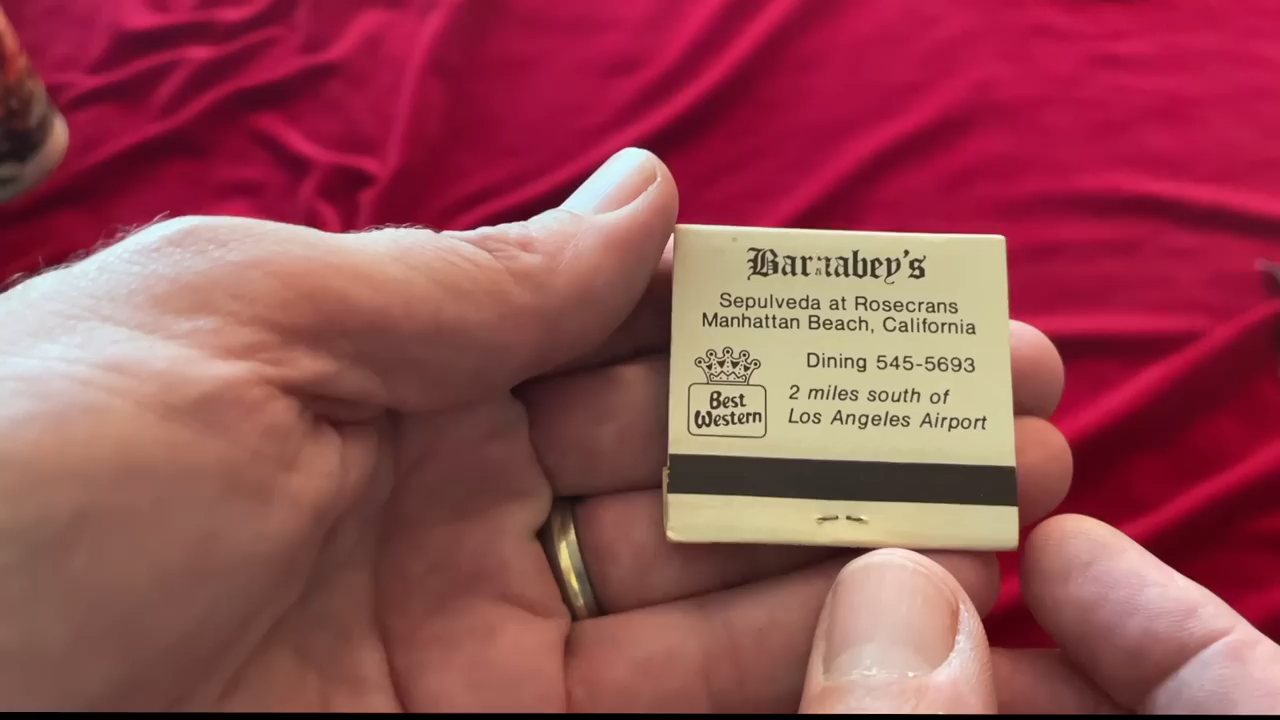 Barnabey's
Sepulveda at Rosecrans
Manhattan Beach, California
Dining 545-5693
Best
Western
2 miles south of
Los Angeles Airport